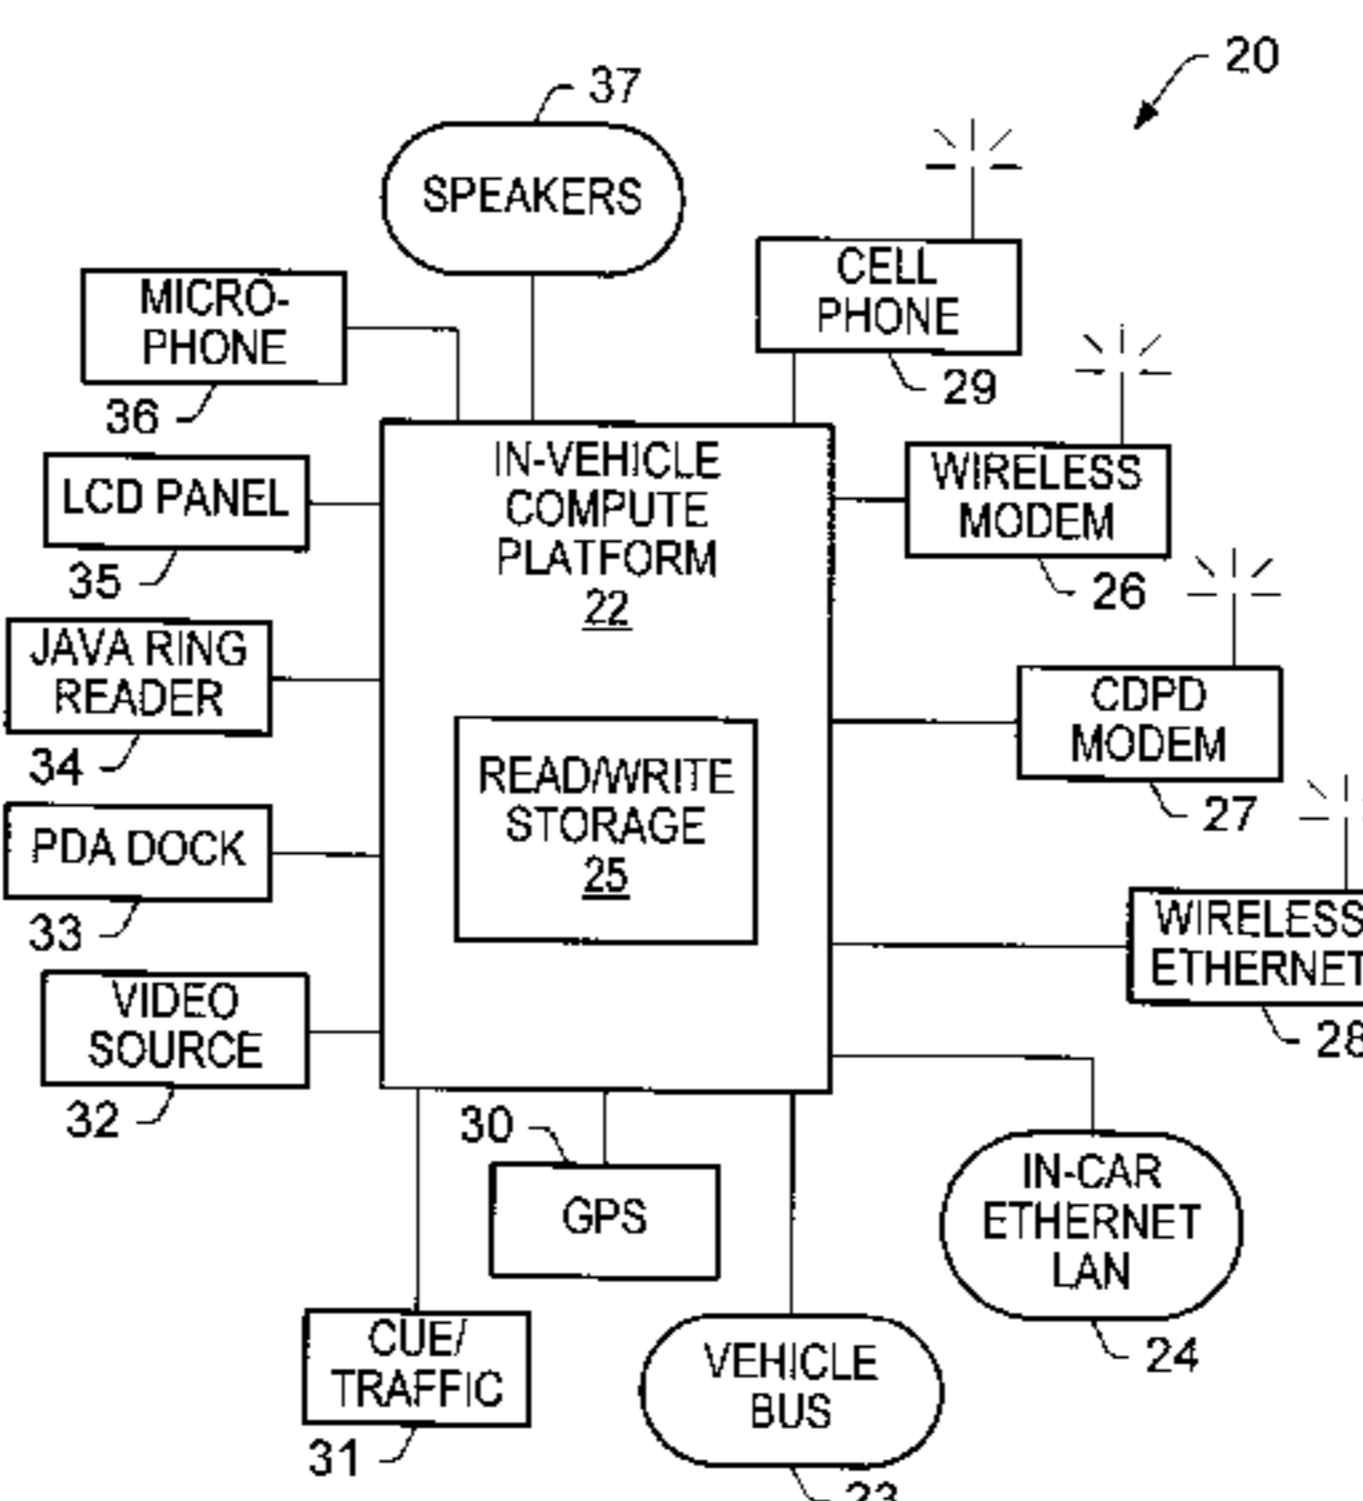 20
37
SPEAKERS
CELL
PHONE
29
MICRO-
PHONE
36
IN-VEHICLE
COMPUTE
PLATFORM
22
WIRELESS
MODEM
26
LCD PANEL
35
JAVA RING
READER
34
CDPD
MODEM
27
READ/WRITE
STORAGE
25
PDA DOCK
33
WIRELESS
ETHERNET
28
VIDEO
SOURCE
32
30
GPS
IN-CAR
ETHERNET
LAN
24
CUE/
TRAFFIC
31
VEHICLE
BUS
23